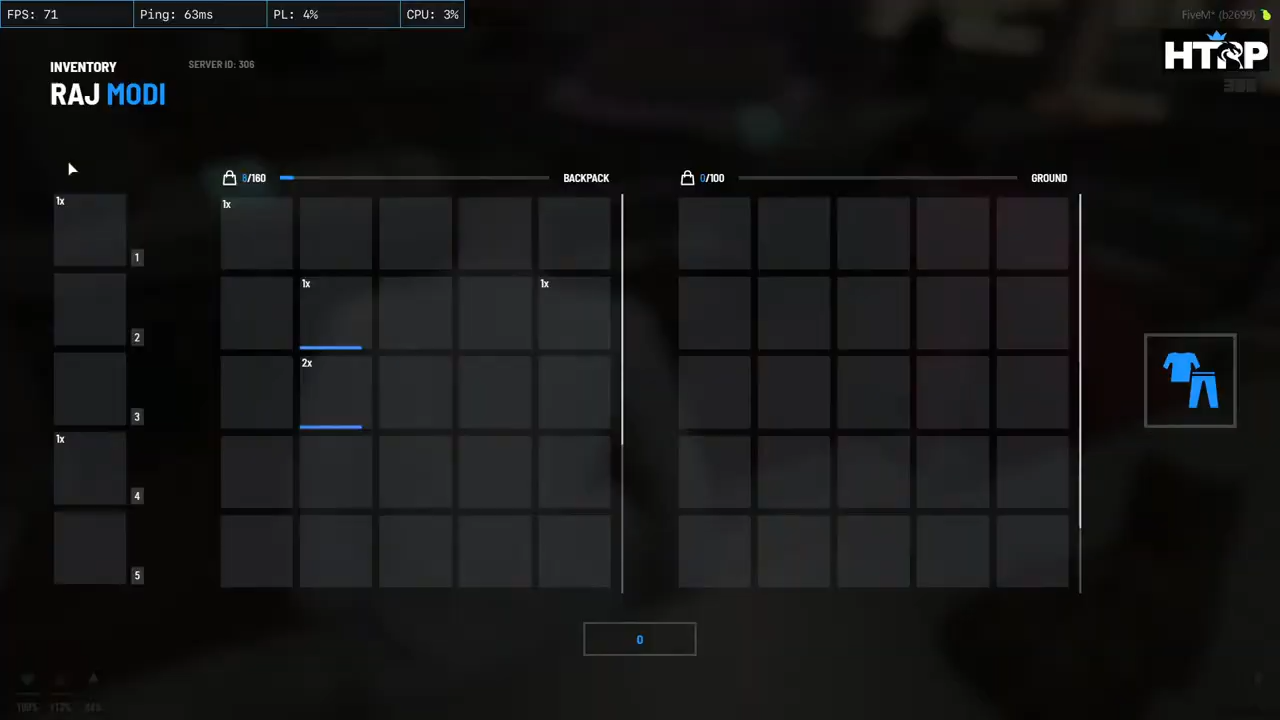 FPS: 71 Ping: 63ms PL: 4% CPU: 3%
FiveM* (b2699)
HTRP
INVENTORY SERVER ID: 306
RAJ MODI
8/160 BACKPACK 0/100 GROUND
1x 1x
1
1x 1x
2
2x
3
1x
4
5
0